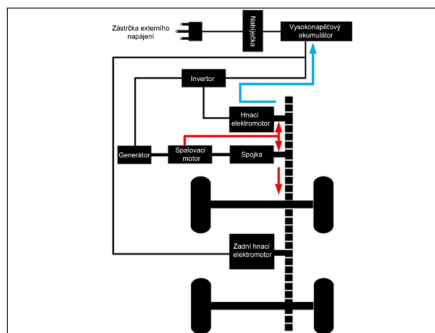 Zástrčka externího
napájení
Nabíječka
Vysokonapěťový
akumulátor
Invertor
Hnací
elektromotor
Generátor
Spalovací
motor
Spojka
Zadní hnací
elektromotor